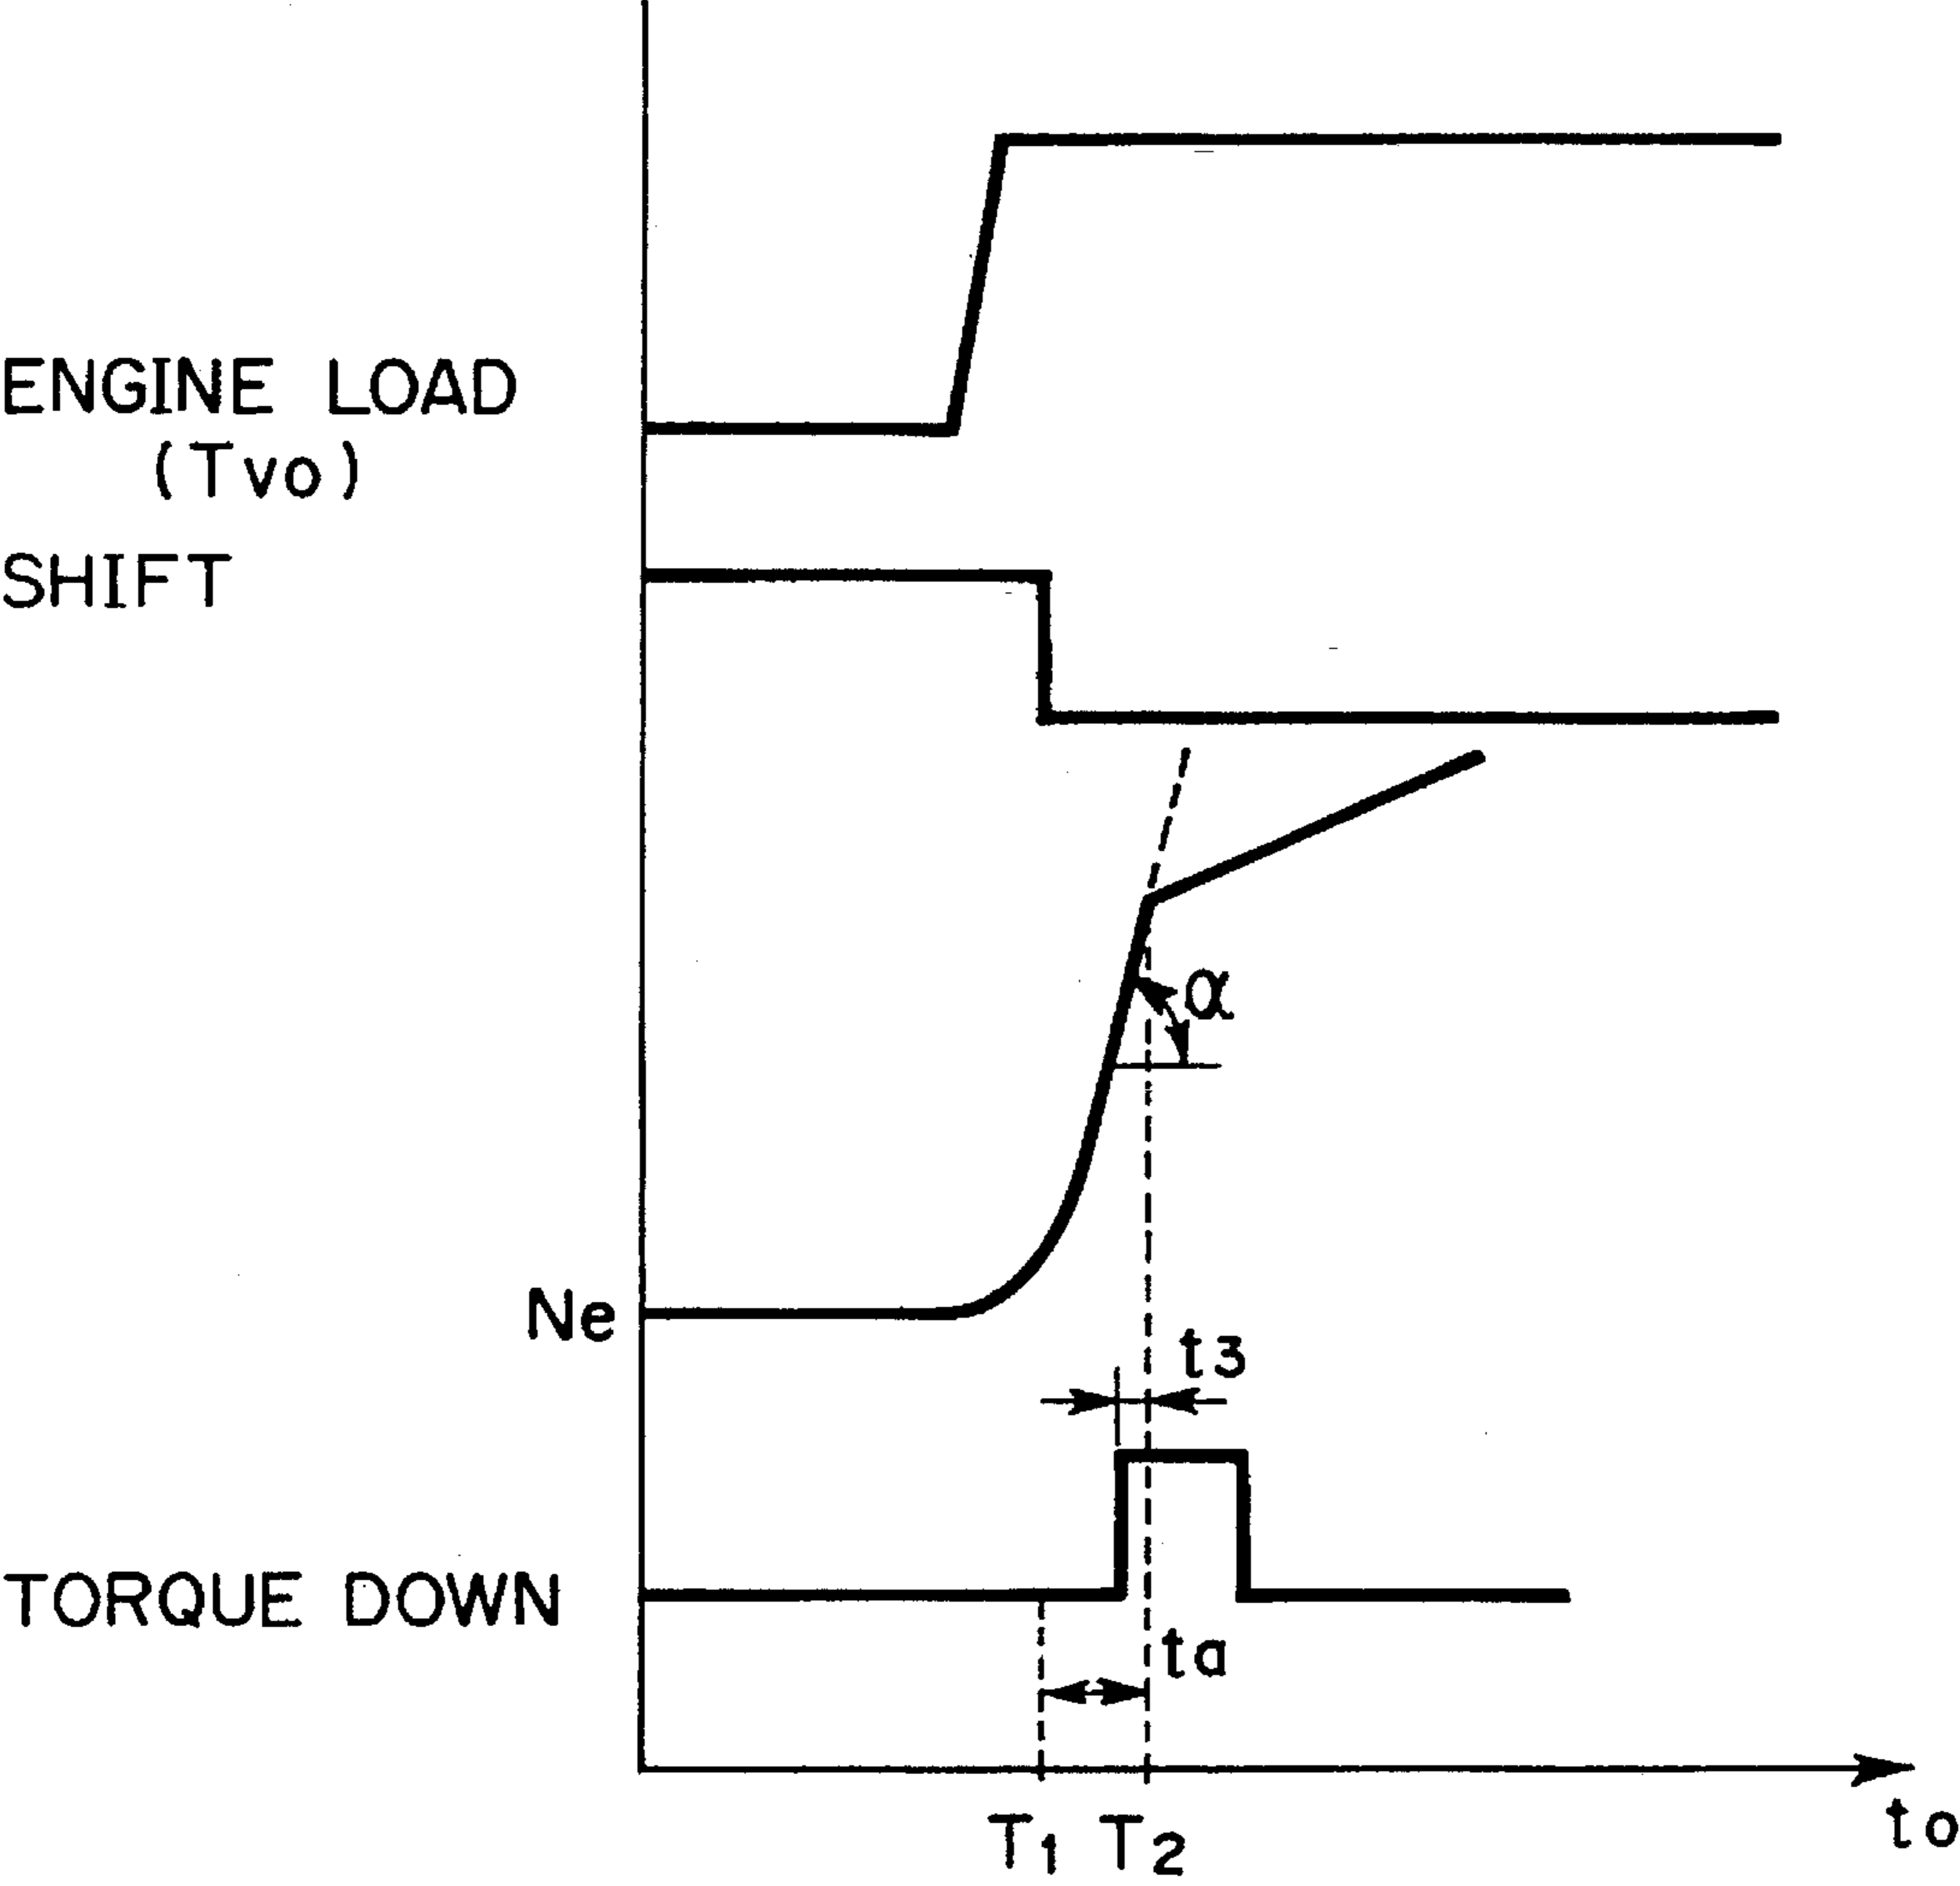 ENGINE LOAD
(Tvo)
SHIFT
α
Ne
t3
TORQUE DOWN
ta
T1 T2
to